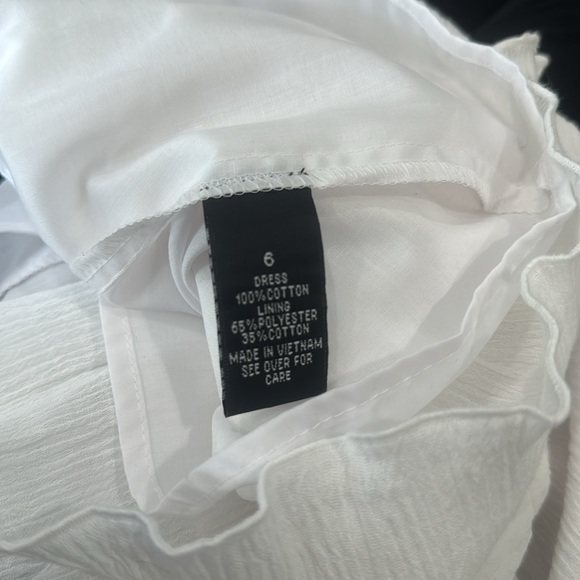 6
DRESS
100%COTTON
LINING
65%POLYESTER
35%COTTON
MADE IN VIETNAM
SEE OVER FOR
CARE